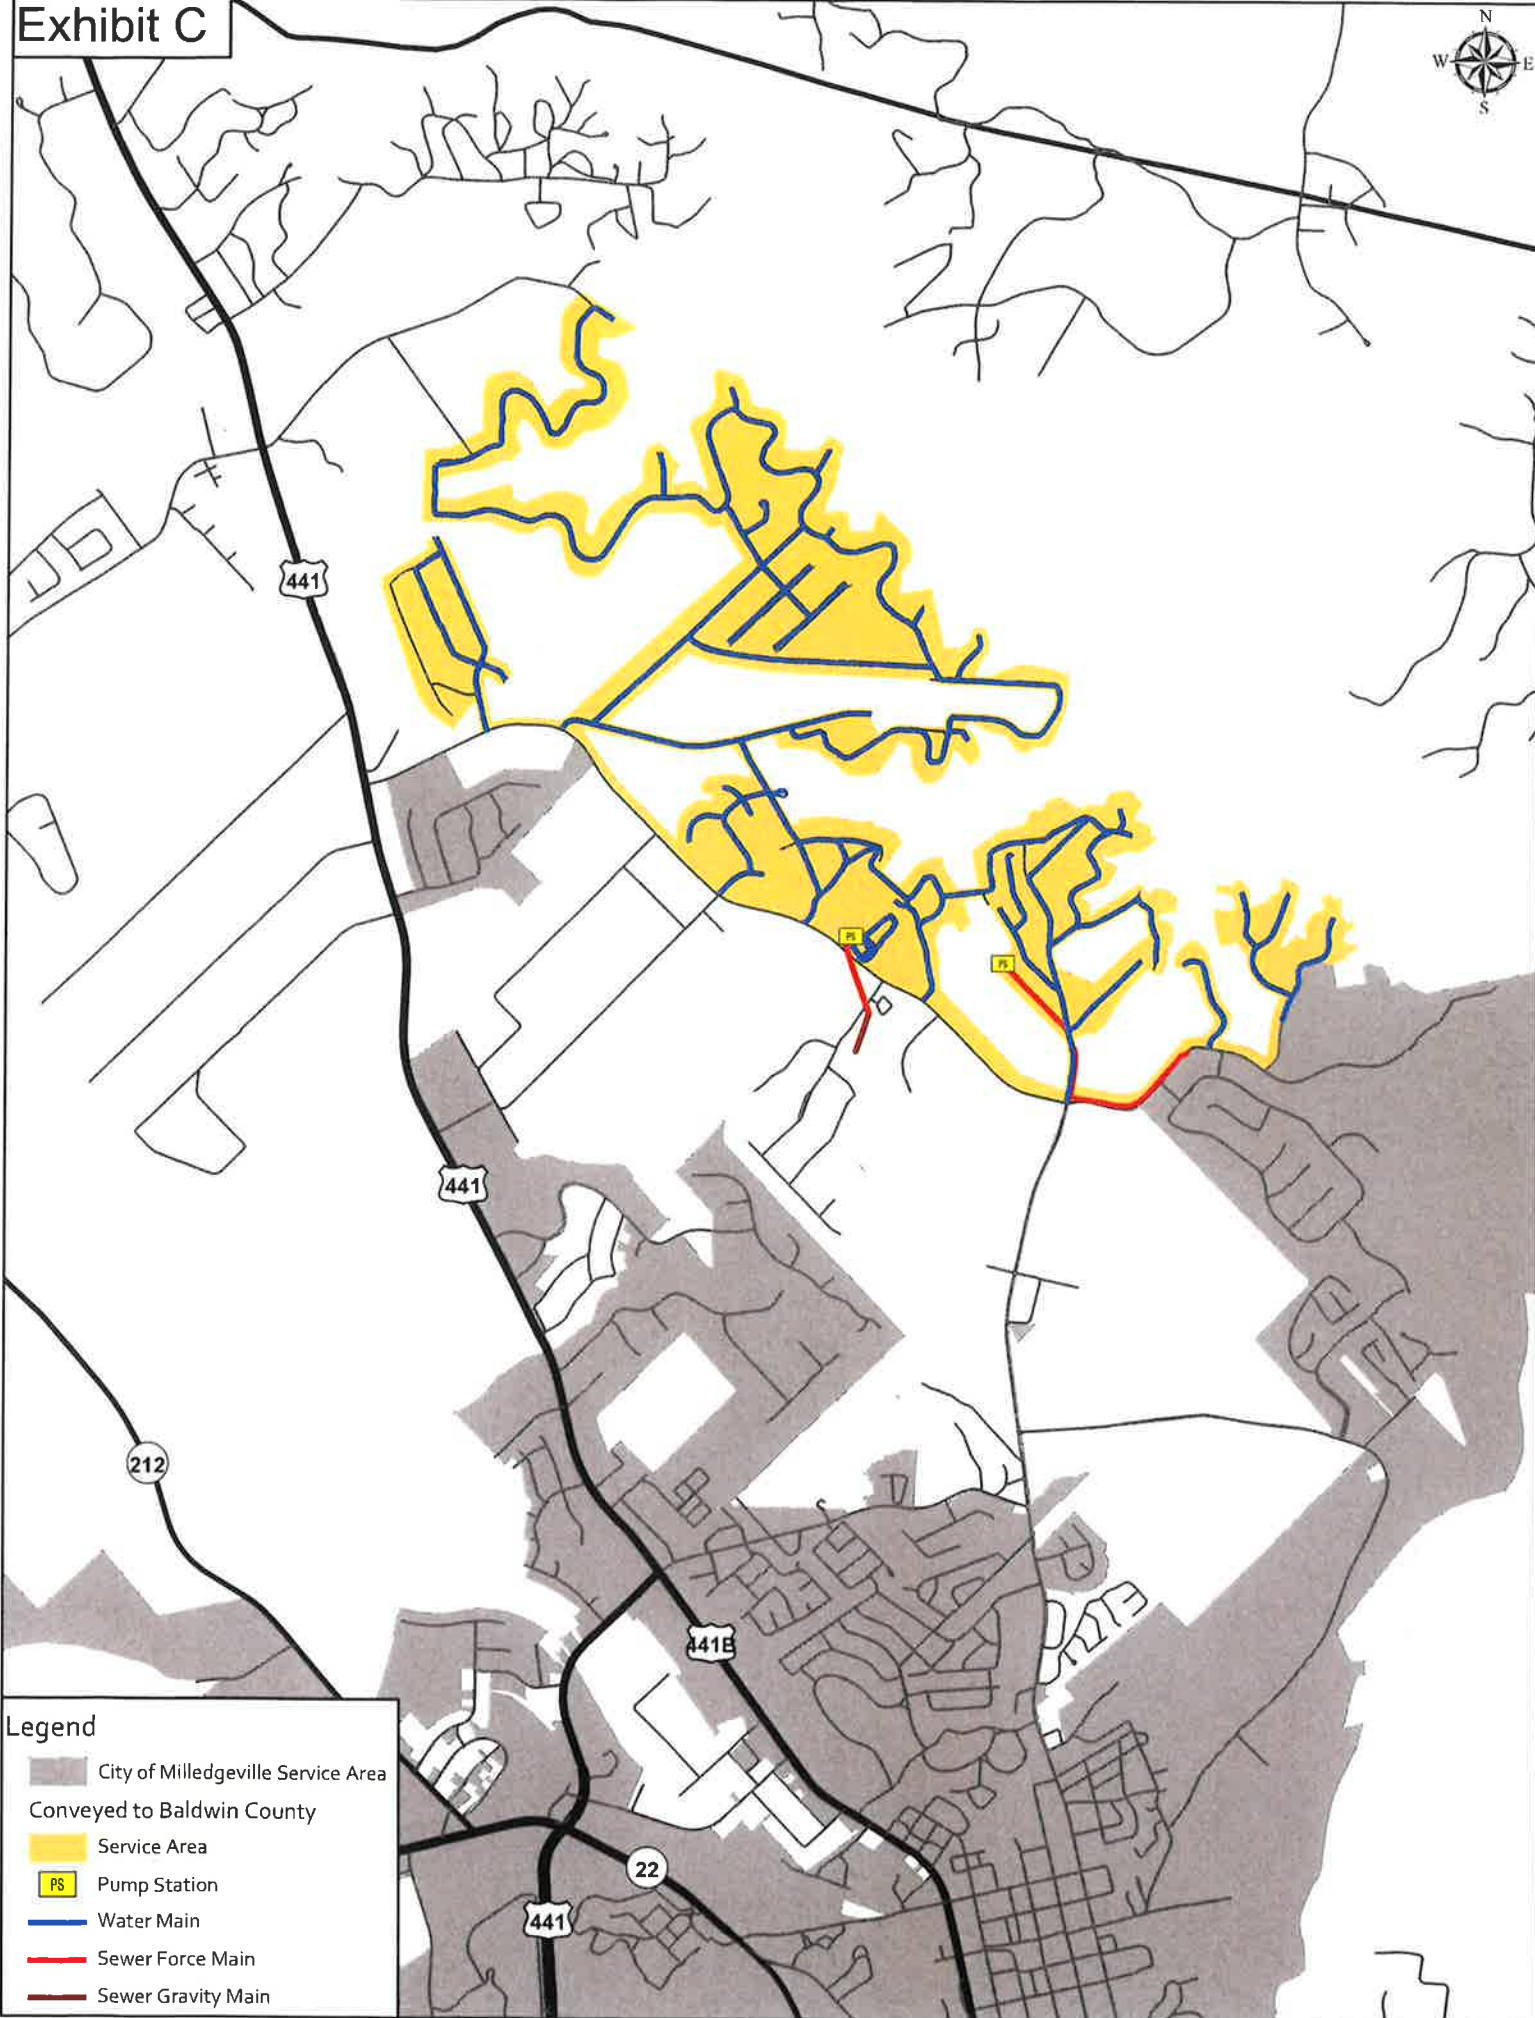 Exhibit C
N
W E
S
441
PS
PS
441
212
441B
22
441
Legend
City of Milledgeville Service Area
Conveyed to Baldwin County
Service Area
PS Pump Station
Water Main
Sewer Force Main
Sewer Gravity Main